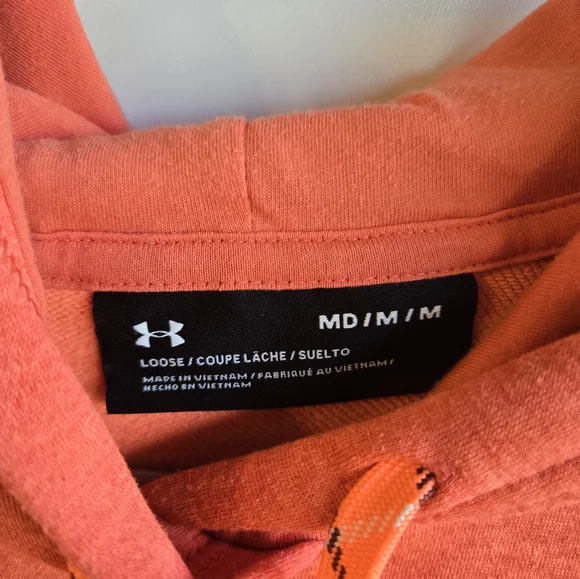 MD / M / M
LOOSE / COUPE LÂCHE / SUELTO
MADE IN VIETNAM / FABRIQUÉ AU VIETNAM /
HECHO EN VIETNAM